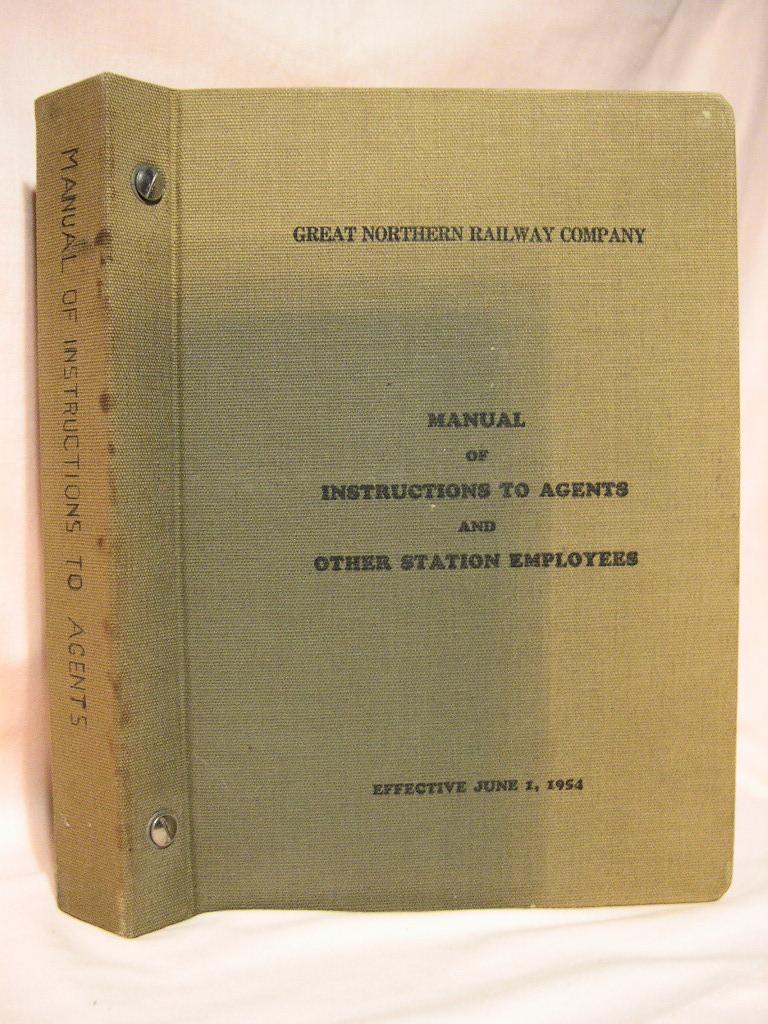 MANUAL OF INSTRUCTIONS TO AGENTS
GREAT NORTHERN RAILWAY COMPANY
MANUAL
OF
INSTRUCTIONS TO AGENTS
AND
OTHER STATION EMPLOYEES
EFFECTIVE JUNE 1, 1954